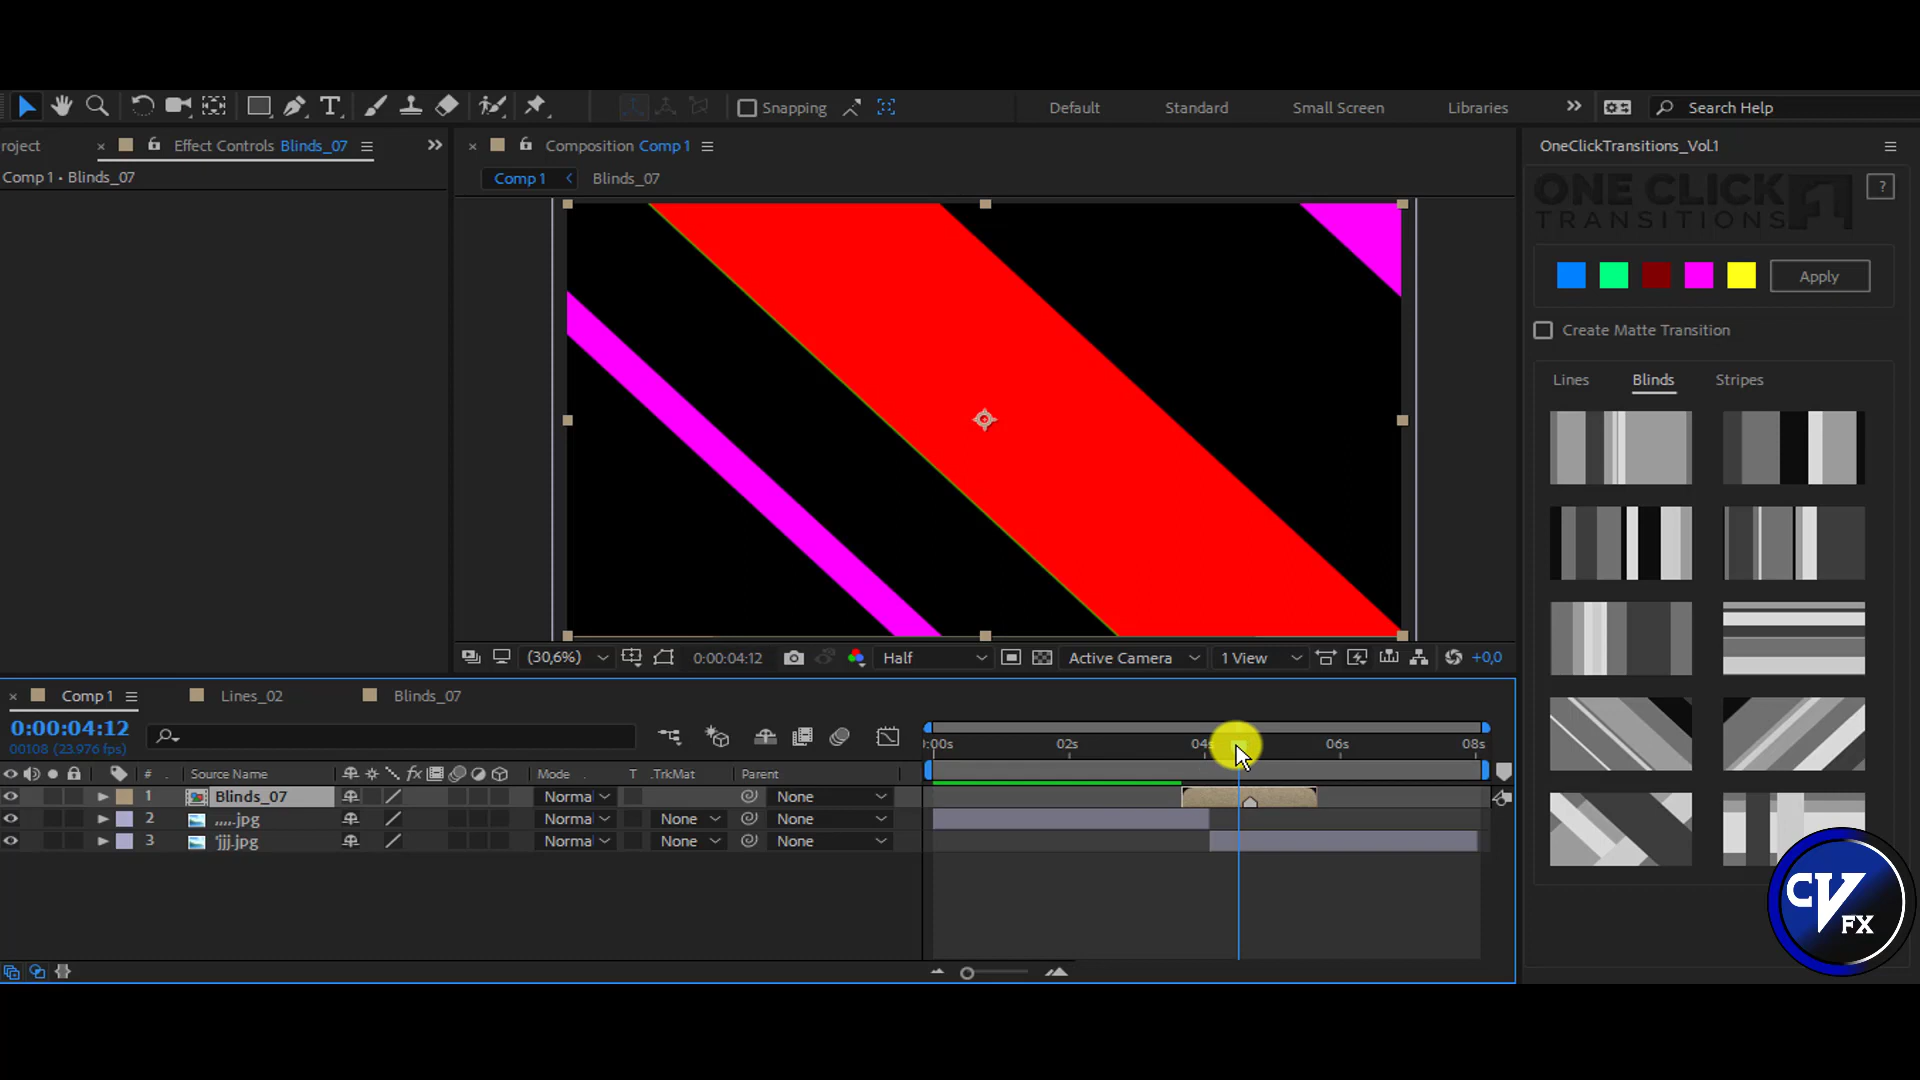 Snapping
Default
Standard
Small Screen
Libraries
Search Help
roject
Effect Controls Blinds_07
Composition Comp 1
OneClickTransitions_Vol.1
Comp 1 • Blinds_07
Comp 1
Blinds_07
ONE CLICK
TRANSITIONS
?
Apply
Create Matte Transition
Lines
Blinds
Stripes
(30,6%)
0:00:04:12
Half
Active Camera
1 View
+0,0
Comp 1
Lines_02
Blinds_07
0:00:04:12
00108 (23.976 fps)
:00s
02s
04s
06s
08s
#
Source Name
fx
Mode
T
.TrkMat
Parent
1
Blinds_07
Norma
None
2
,,,,,.jpg
Norma
None
None
3
'jjj.jpg
Norma
None
None
CV
FX